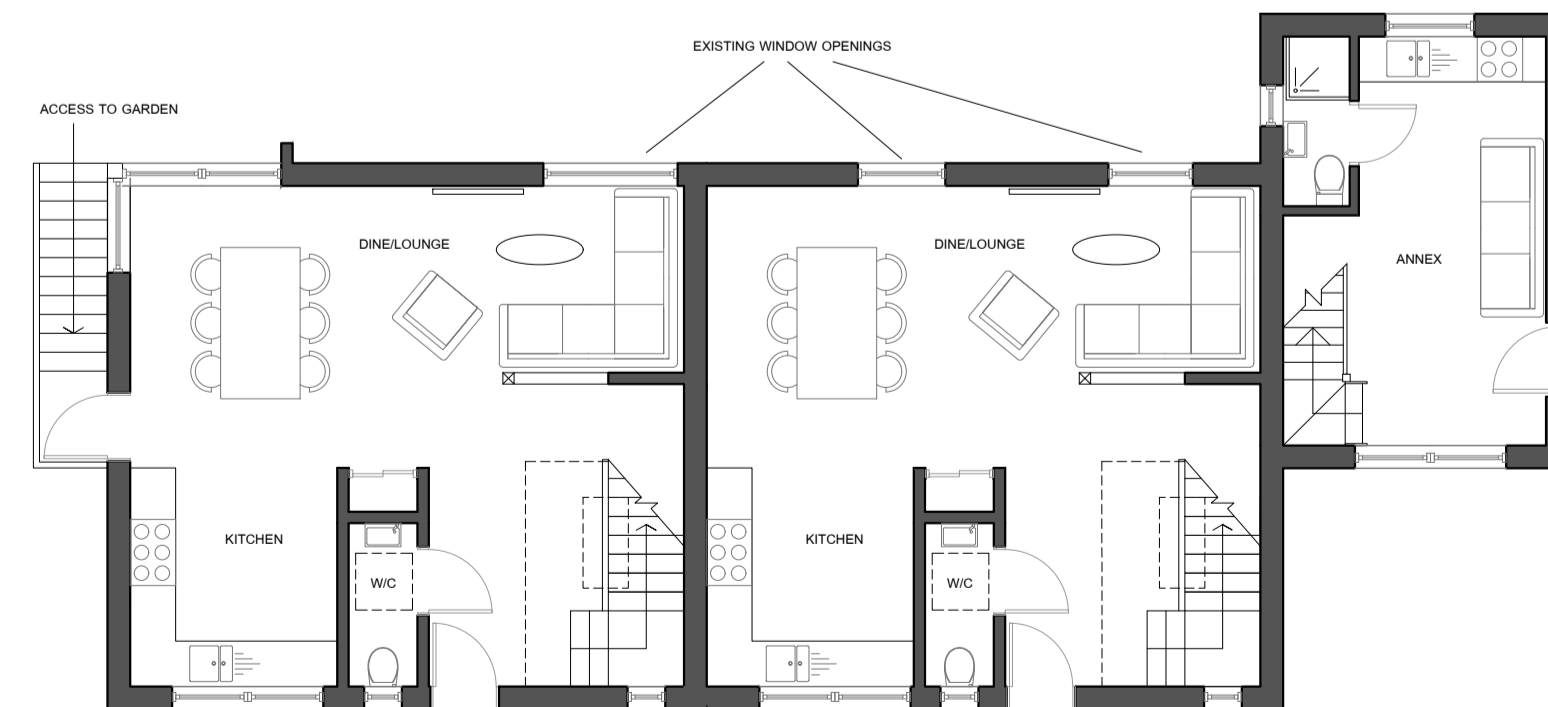 EXISTING WINDOW OPENINGS
ACCESS TO GARDEN
DINE/LOUNGE
DINE/LOUNGE
ANNEX
KITCHEN
KITCHEN
W/C
W/C